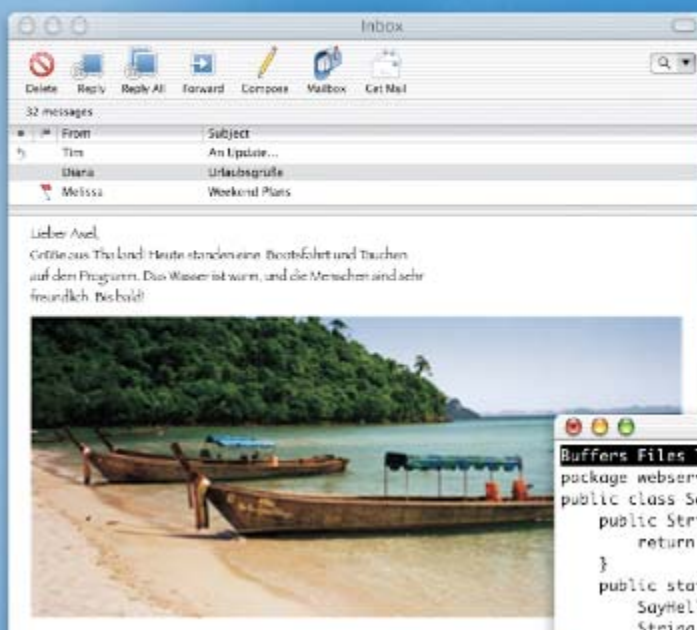 Inbox
Delete Reply Reply All Forward Compose Mailbox Get Mail
32 messages
From Subject
Tim An Update...
Diana Urlaubsgrüße
Melissa Weekend Plans
Lieber Axel,
Grüße aus Thailand! Heute standen eine Bootsfahrt und Tauchen
auf dem Programm. Das Wasser ist warm, und die Menschen sind sehr
freundlich. Bis bald!
Buffers Files
package webserv
public class S
public Str
return
}
public sta
SayHell
String